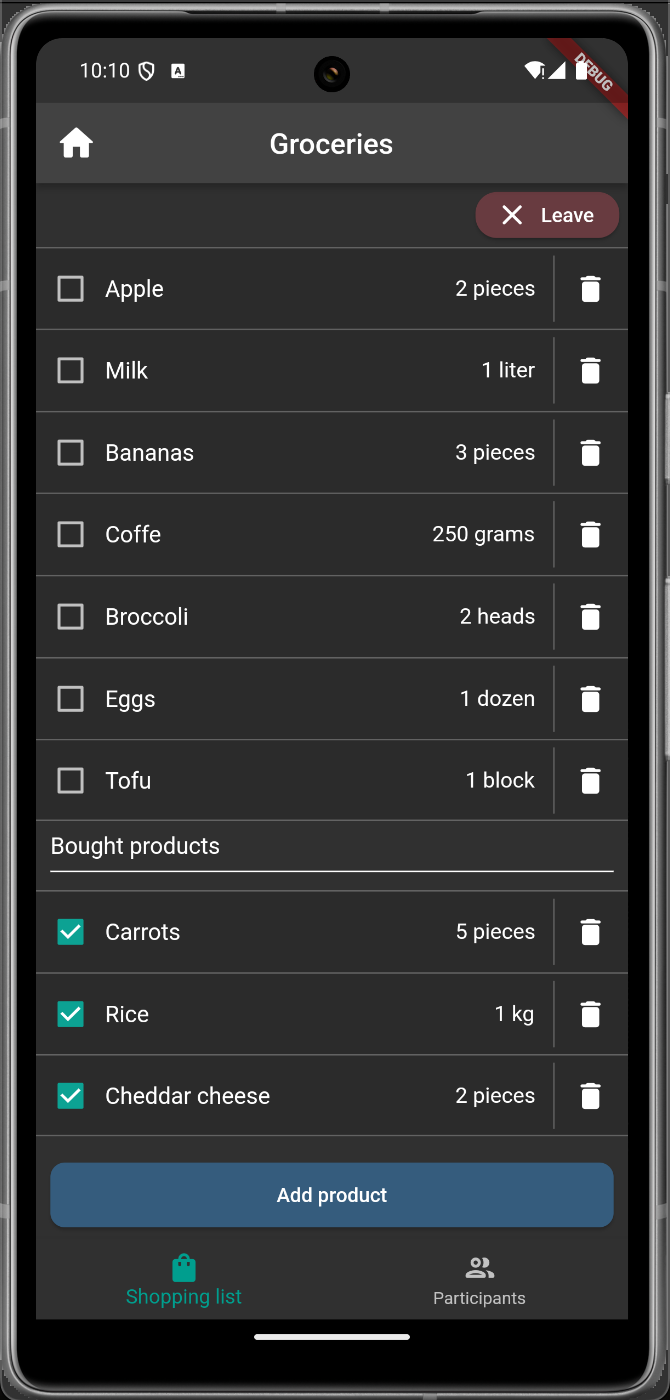 10:10
A
DEBUG
Groceries
Leave
Apple 2 pieces
Milk 1 liter
Bananas 3 pieces
Coffe 250 grams
Broccoli 2 heads
Eggs 1 dozen
Tofu 1 block
Bought products
Carrots 5 pieces
Rice 1 kg
Cheddar cheese 2 pieces
Add product
Shopping list Participants